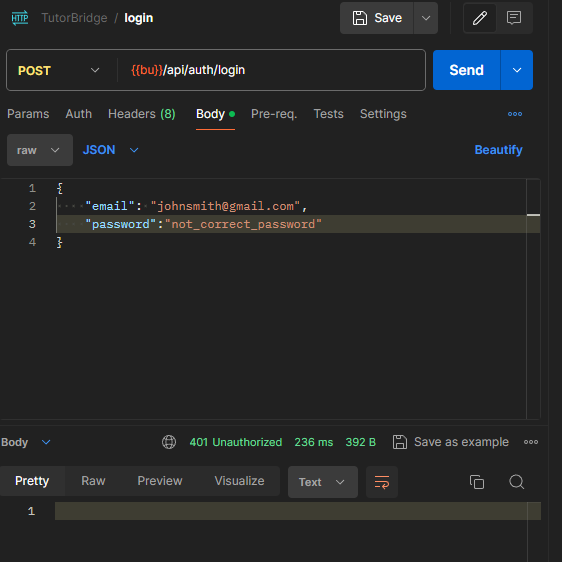 HTTP TutorBridge / login Save
POST {{bu}}/api/auth/login Send
Params Auth Headers (8) Body Pre-req. Tests Settings
raw JSON Beautify
1 {
2 "email": "johnsmith@gmail.com",
3 "password":"not_correct_password"
4 }
Body 401 Unauthorized 236 ms 392 B Save as example
Pretty Raw Preview Visualize Text
1